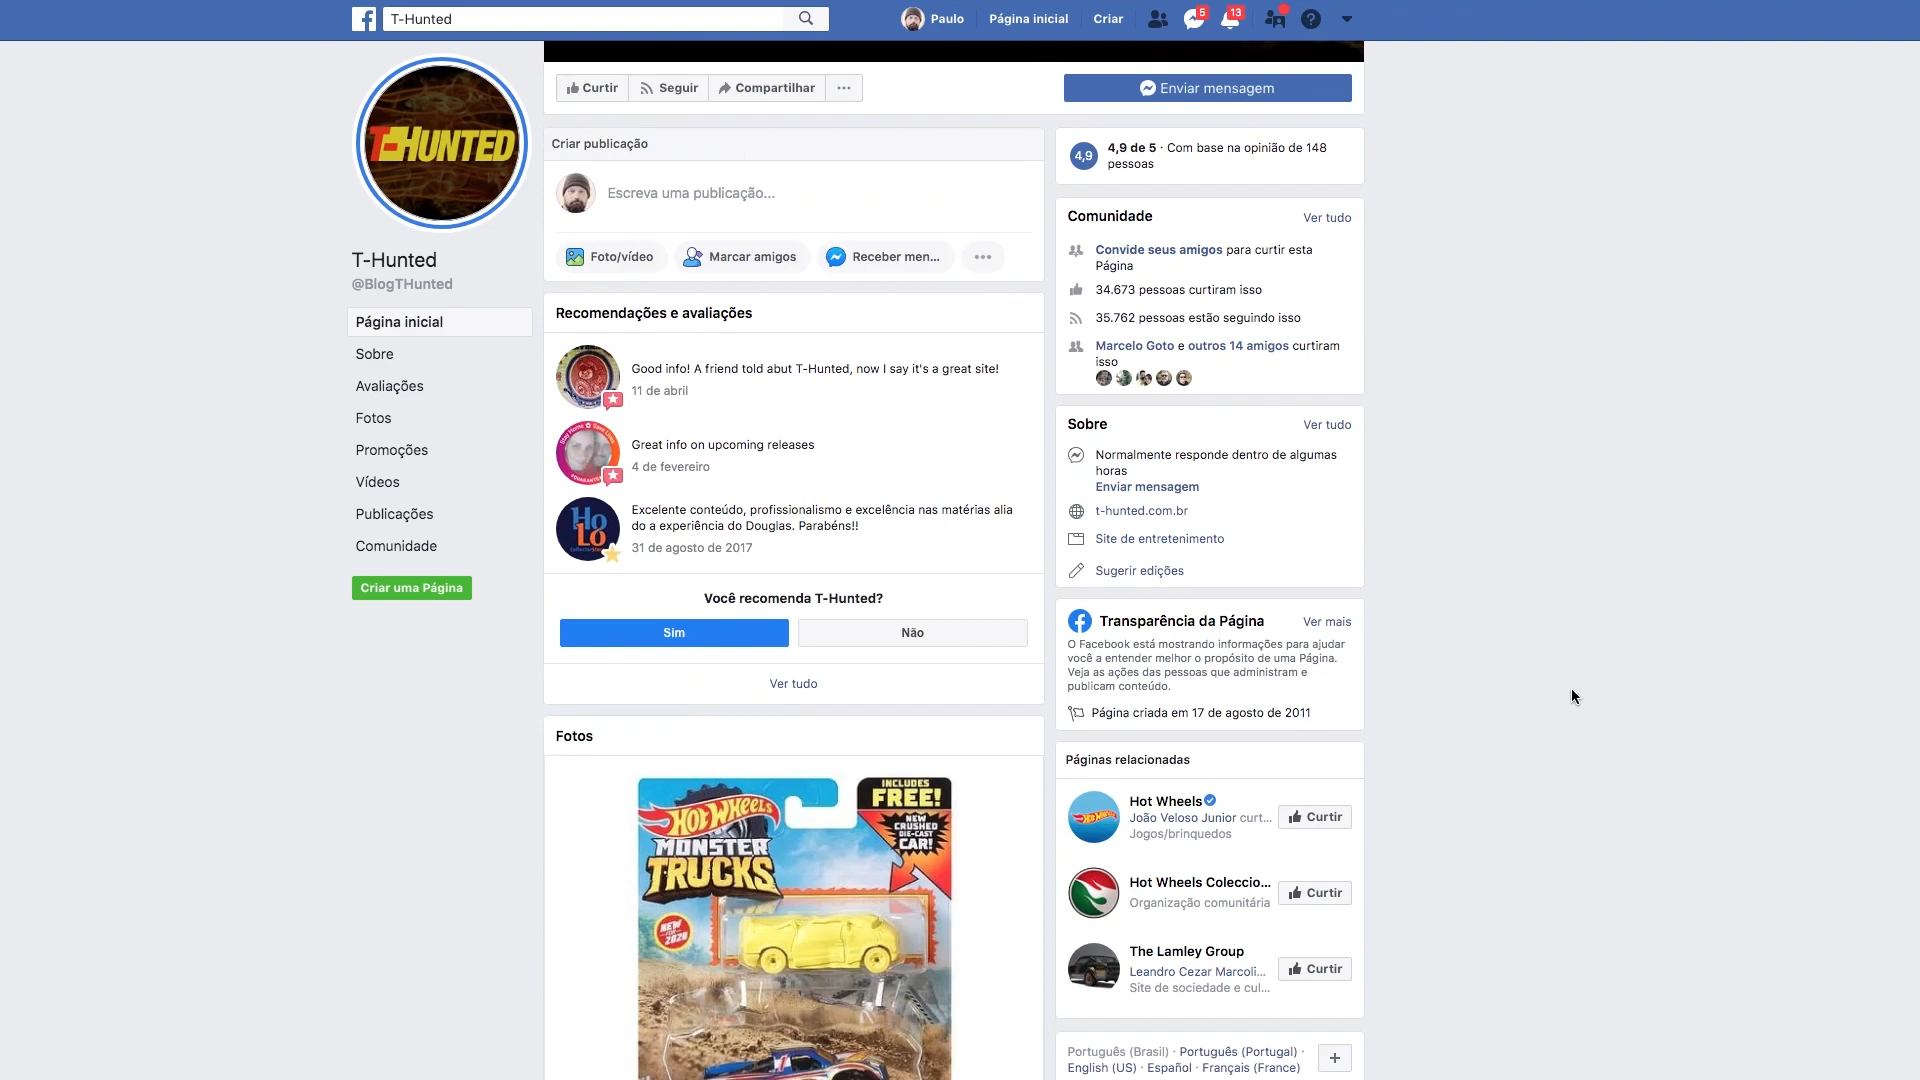 T-Hunted
Paulo
Página inicial
Criar
5
13
T-HUNTED
T-Hunted
@BlogTHunted
Página inicial
Sobre
Avaliações
Fotos
Promoções
Vídeos
Publicações
Comunidade
Criar uma Página
Curtir
Seguir
Compartilhar
Enviar mensagem
Criar publicação
Escreva uma publicação...
Foto/vídeo
Marcar amigos
Receber men...
Recomendações e avaliações
Good info! A friend told abut T-Hunted, now I say it's a great site!
11 de abril
Great info on upcoming releases
4 de fevereiro
HoLo
Excelente conteúdo, profissionalismo e excelência nas matérias alia
do a experiência do Douglas. Parabéns!!
31 de agosto de 2017
Você recomenda T-Hunted?
Sim
Não
Ver tudo
Fotos
HOT WHEELS
MONSTER
TRUCKS
INCLUDES
FREE!
NEW
CRUSHED
DIE-CAST
CAR!
NEW
FOR
2020
4,9
4,9 de 5 · Com base na opinião de 148
pessoas
Comunidade
Ver tudo
Convide seus amigos para curtir esta
Página
34.673 pessoas curtiram isso
35.762 pessoas estão seguindo isso
Marcelo Goto e outros 14 amigos curtiram
isso
Sobre
Ver tudo
Normalmente responde dentro de algumas
horas
Enviar mensagem
t-hunted.com.br
Site de entretenimento
Sugerir edições
Transparência da Página
Ver mais
O Facebook está mostrando informações para ajudar
você a entender melhor o propósito de uma Página.
Veja as ações das pessoas que administram e
publicam conteúdo.
Página criada em 17 de agosto de 2011
Páginas relacionadas
Hot Wheels
João Veloso Junior curt...
Jogos/brinquedos
Curtir
Hot Wheels Coleccio...
Organização comunitária
Curtir
The Lamley Group
Leandro Cezar Marcoli...
Site de sociedade e cul...
Curtir
Português (Brasil) · Português (Portugal) ·
English (US) · Español · Français (France)